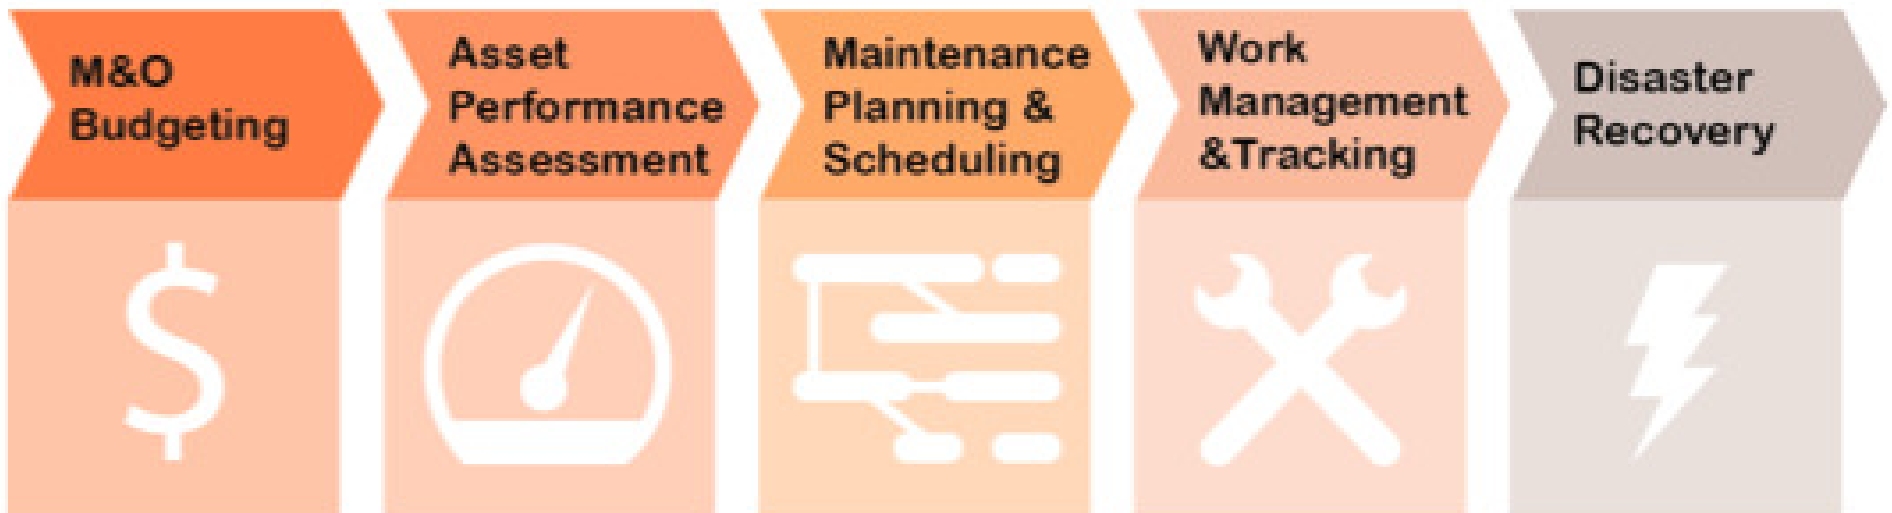 M&O
Budgeting
Asset
Performance
Assessment
Maintenance
Planning &
Scheduling
Work
Management
&Tracking
Disaster
Recovery
$